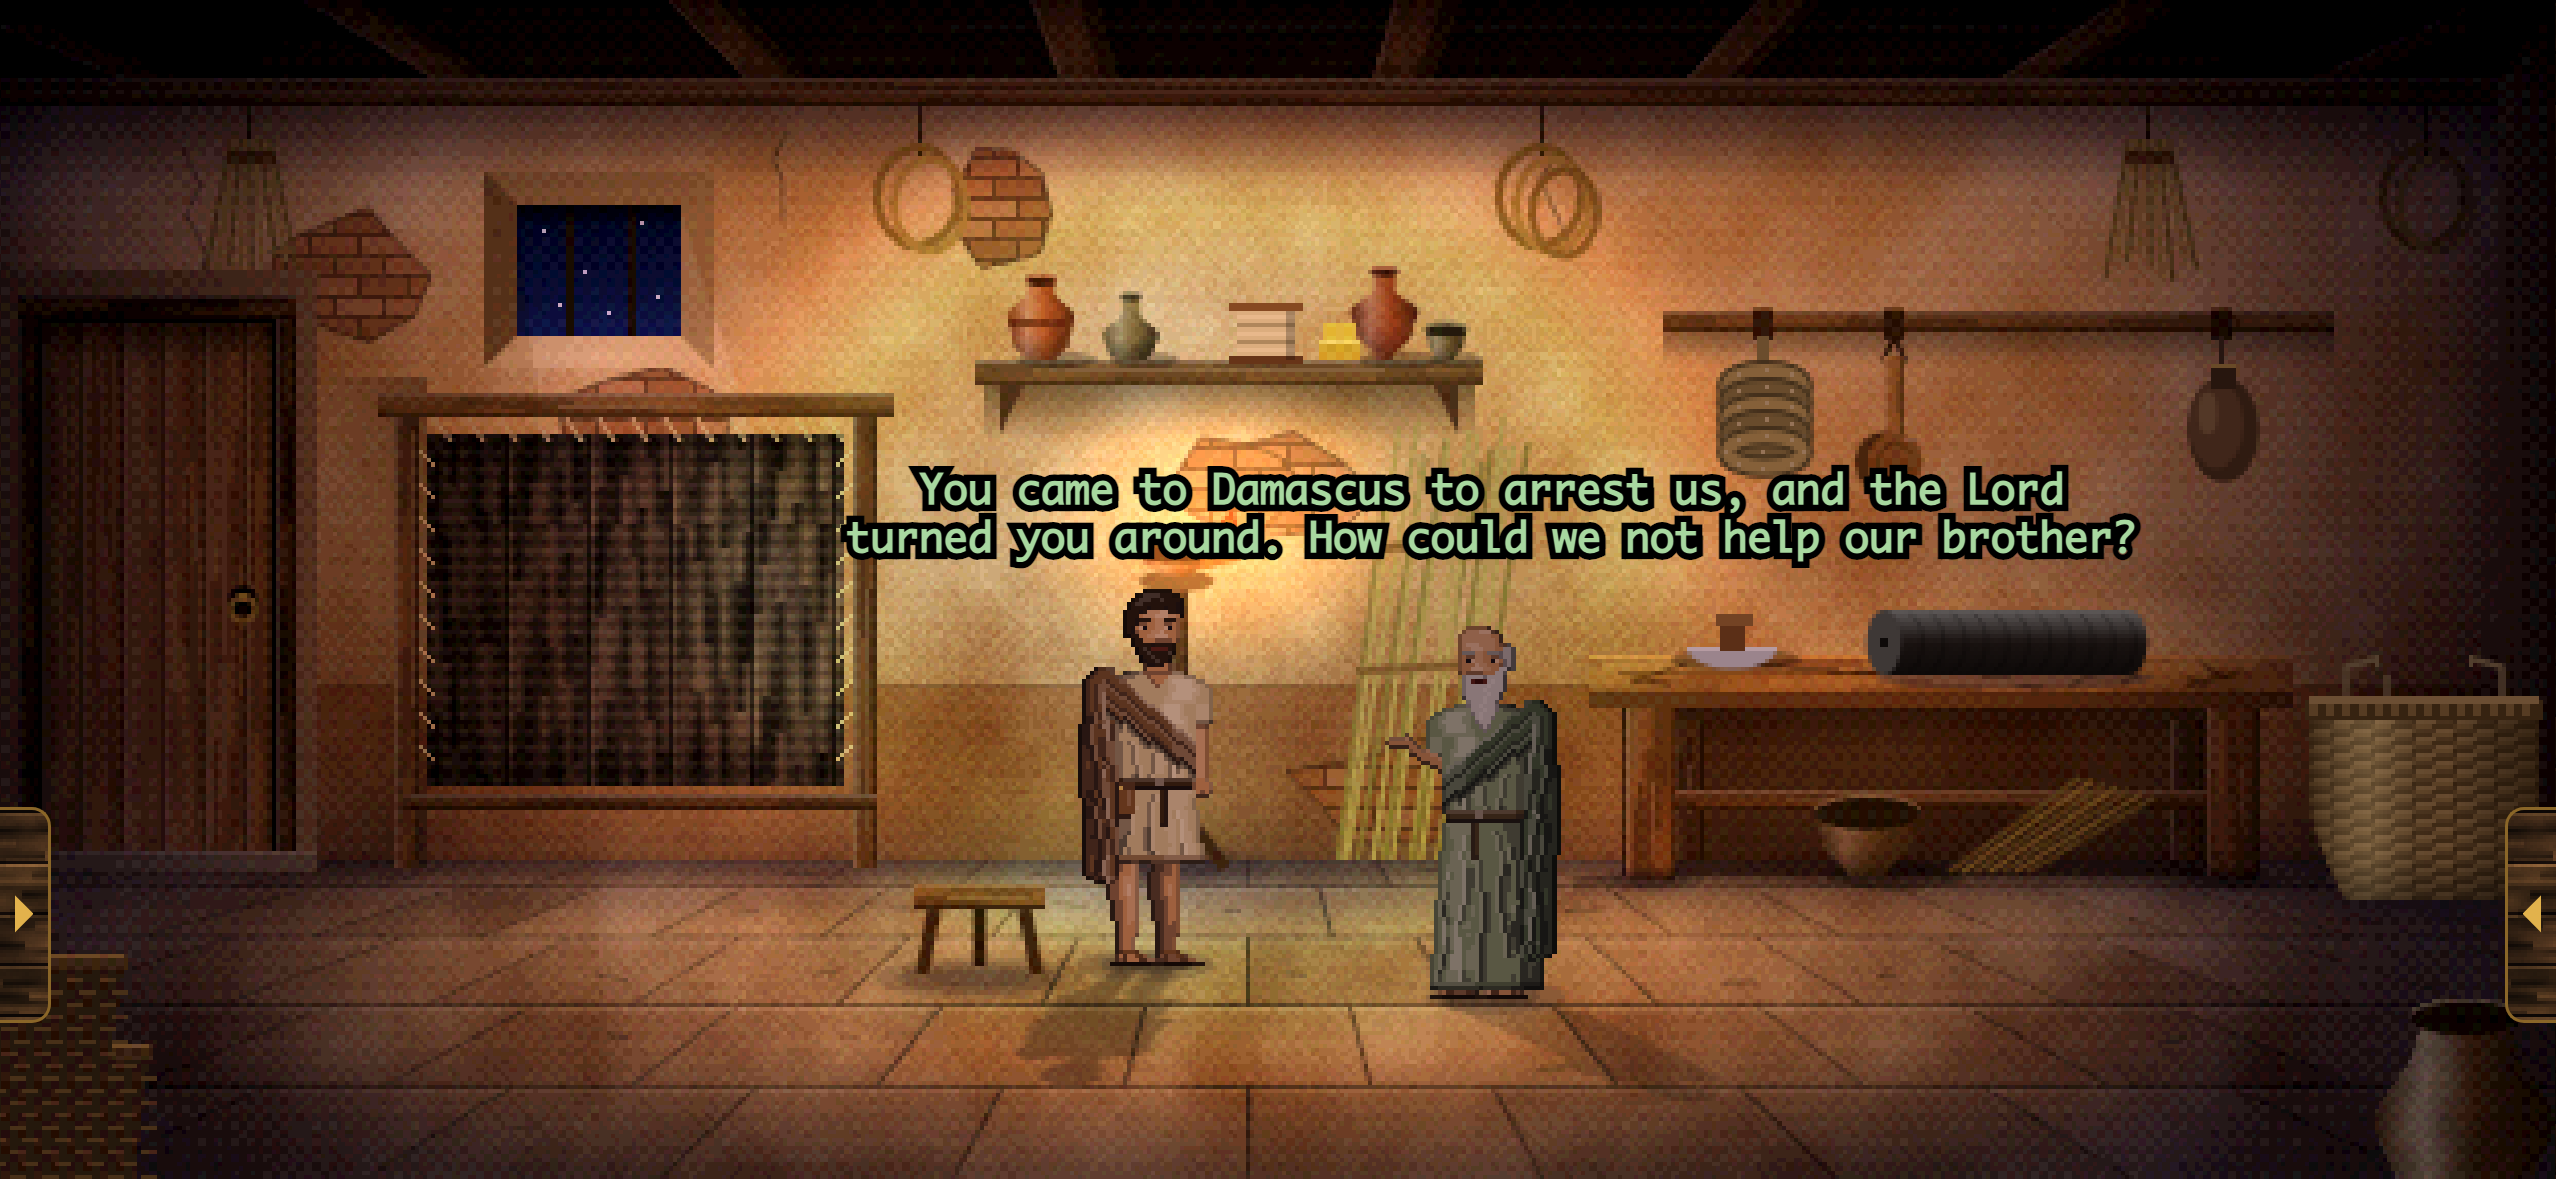 You came to Damascus to arrest us, and the Lord
turned you around. How could we not help our brother?